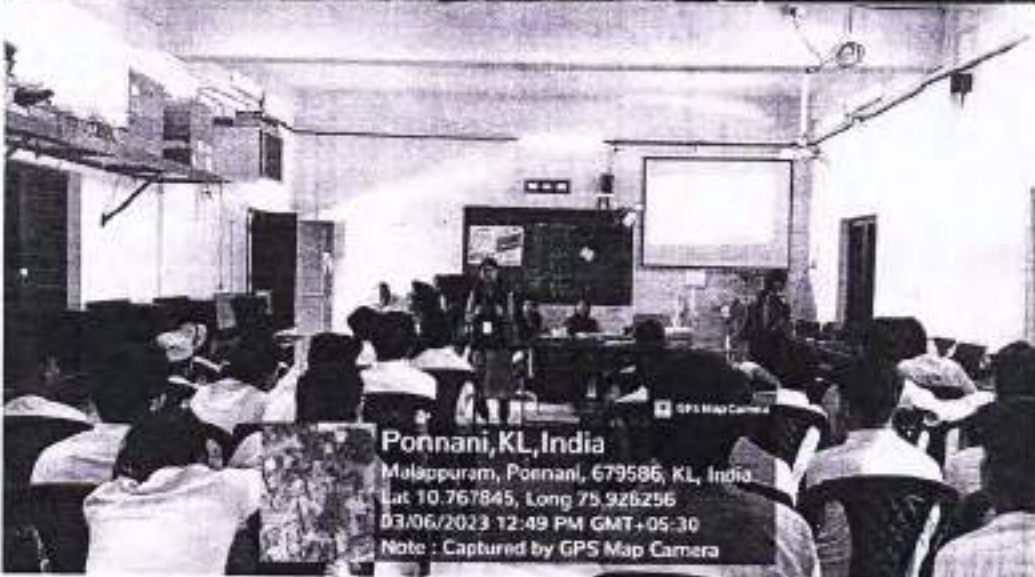 GPS Map Camera
Ponnani, KL, India
Malappuram, Ponnani, 679586, KL, India
Lat 10.767845, Long 75.926256
03/06/2023 12:49 PM GMT+05:30
Note : Captured by GPS Map Camera